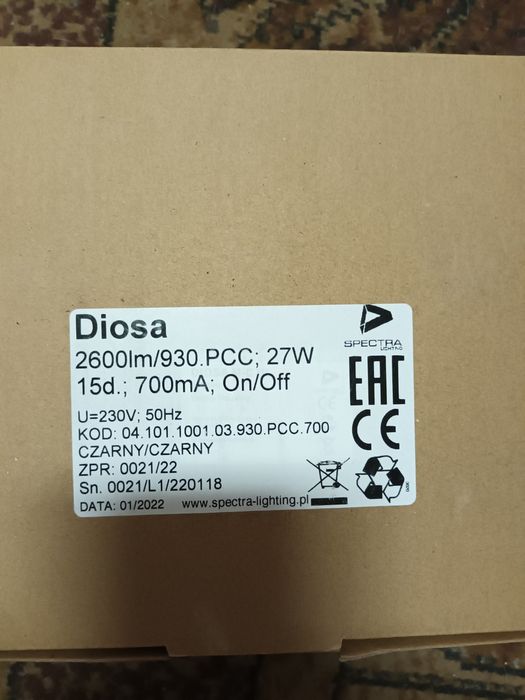 Diosa
2600lm/930.PCC; 27W
15d.; 700mA; On/Off
U=230V; 50Hz
KOD: 04.101.1001.03.930.PCC.700
CZARNY/CZARNY
ZPR: 0021/22
Sn. 0021/L1/220118
DATA: 01/2022
www.spectra-lighting.pl
SPECTRA
LIGHTING
EAC
CE